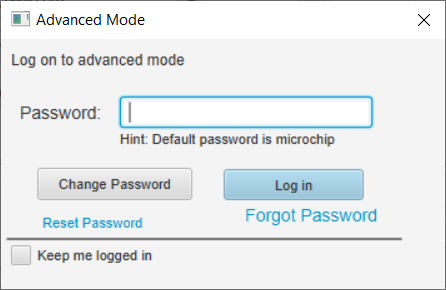 Advanced Mode
Log on to advanced mode
Password:
Hint: Default password is microchip
Change Password Log in
Reset Password Forgot Password
Keep me logged in